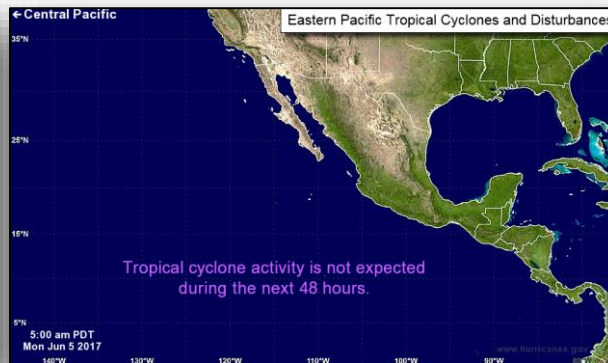 ← Central Pacific
Eastern Pacific Tropical Cyclones and Disturbances
35°N
25°N
15°N
Tropical cyclone activity is not expected
during the next 48 hours.
5°N
5:00 am PDT
Mon Jun 5 2017
www.hurricanes.gov
140°W
130°W
120°W
110°W
100°W
90°W